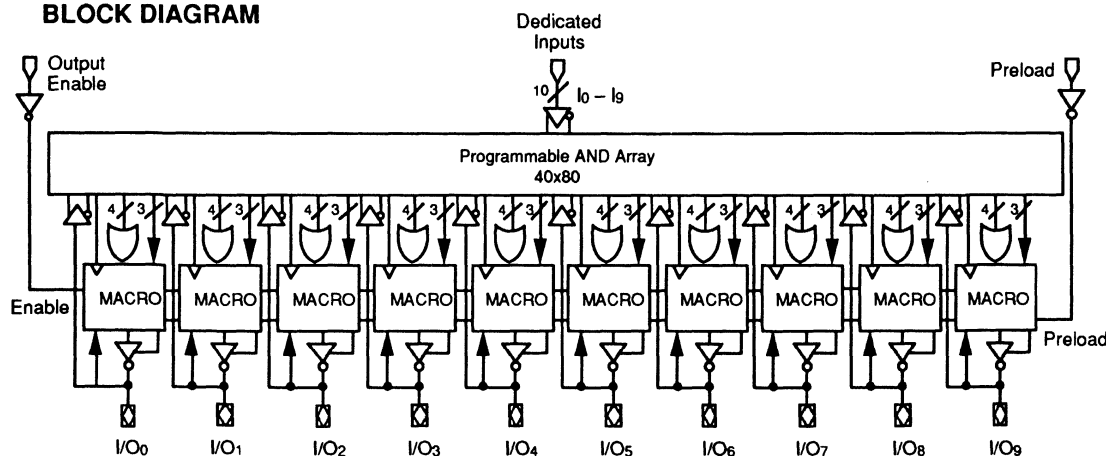 BLOCK DIAGRAM
Output
Enable
Dedicated
Inputs
Preload
10
I0 – I9
Programmable AND Array
40x80
4 3 4 3 4 3 4 3 4 3 4 3 4 3 4 3 4 3 4 3
MACRO MACRO MACRO MACRO MACRO MACRO MACRO MACRO MACRO MACRO
Enable
Preload
I/O0 I/O1 I/O2 I/O3 I/O4 I/O5 I/O6 I/O7 I/O8 I/O9